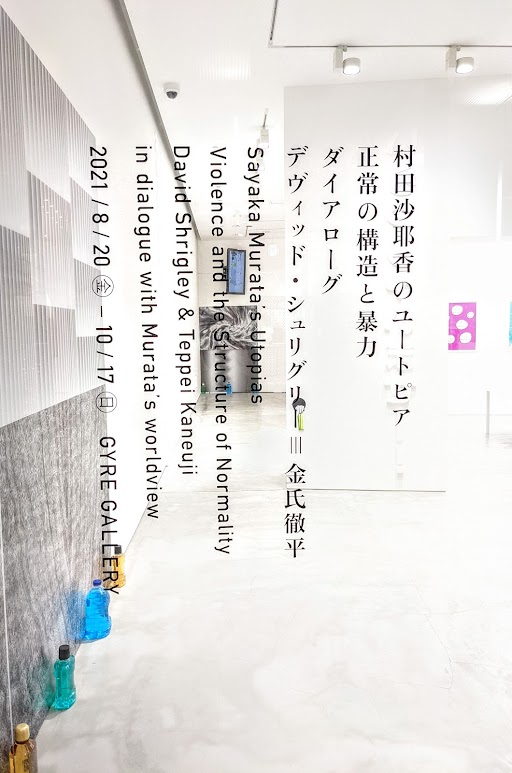 村田沙耶香のユートピア
正常の構造と暴力
ダイアローグ
デヴィッド・シュリグリー 金氏徹平
Sayaka Murata's Utopias
Violence and the Structure of Normality
David Shrigley & Teppei Kaneuji
in dialogue with Murata's worldview
2021 / 8 / 20 ㊎ – 10 / 17 ㊐ GYRE GALLERY